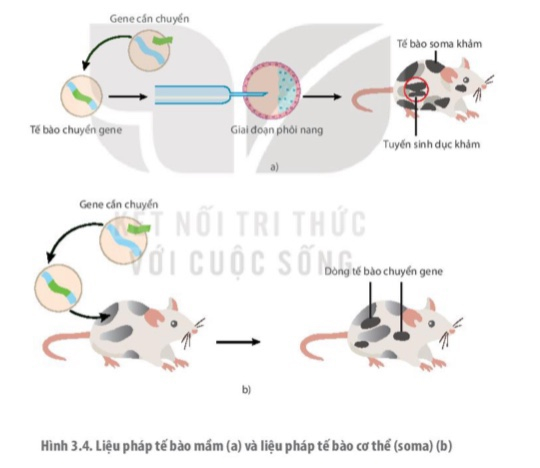 Gene cần chuyển
Tế bào soma khảm
Tế bào chuyển gene
Giai đoạn phôi nang
Tuyến sinh dục khảm
a)
KẾT NỐI TRI THỨC
VỚI CUỘC SỐNG
Gene cần chuyển
Dòng tế bào chuyển gene
b)
Hình 3.4. Liệu pháp tế bào mầm (a) và liệu pháp tế bào cơ thể (soma) (b)